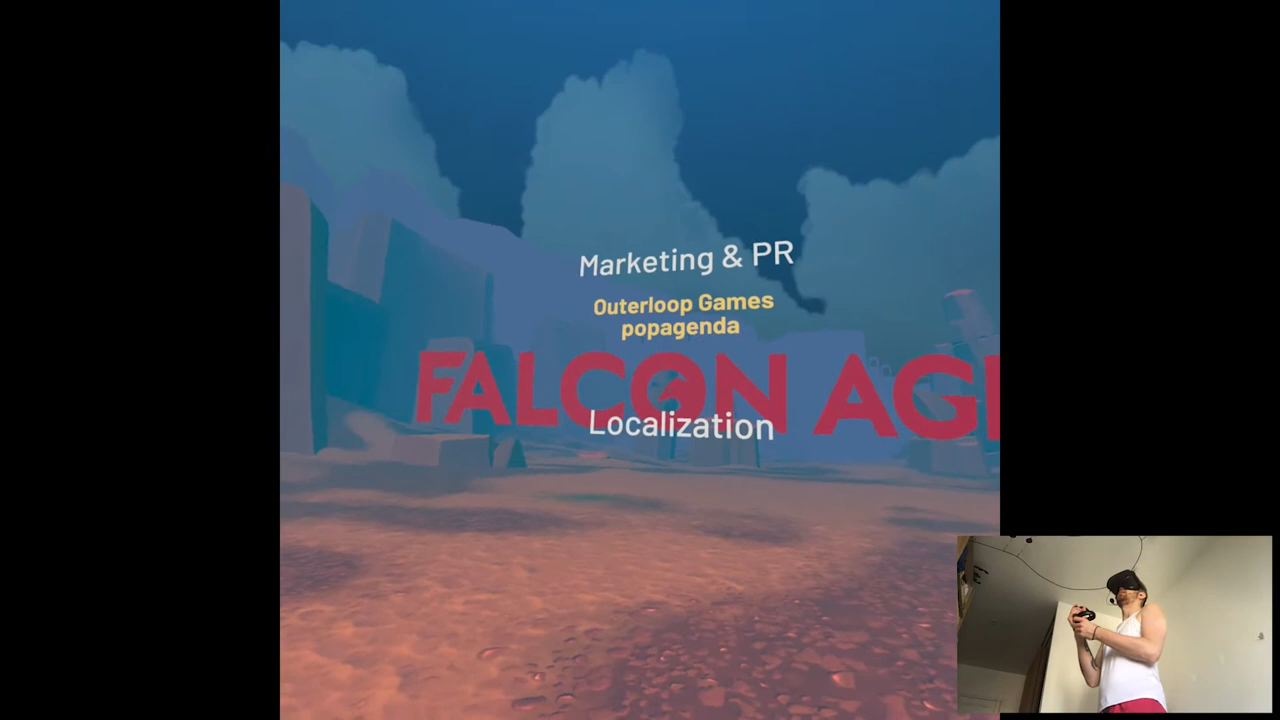 Marketing & PR
Outerloop Games
popagenda
FALCON AG
Localization